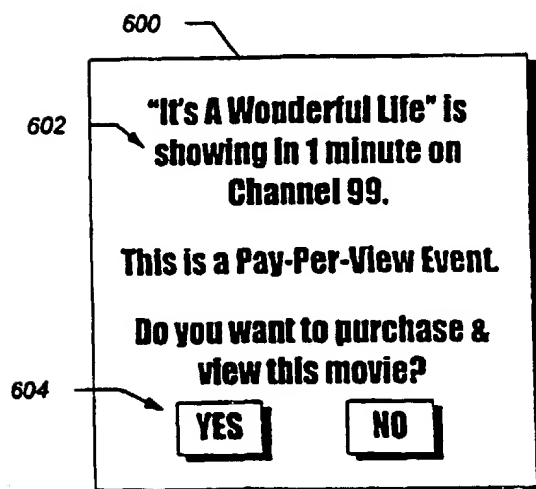 600
602
"It's A Wonderful Life" is
showing in 1 minute on
Channel 99.
This is a Pay-Per-View Event.
Do you want to purchase &
view this movie?
604
YES NO